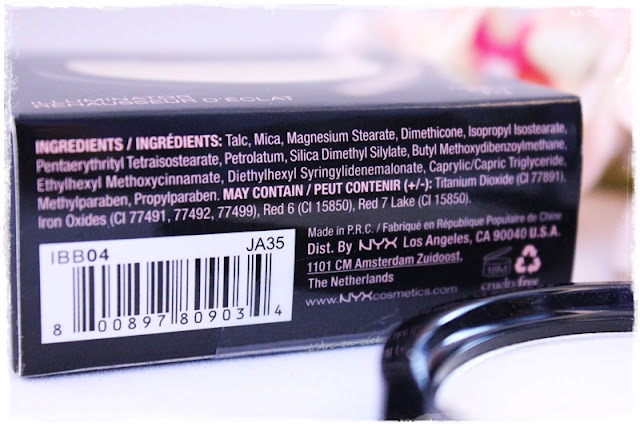 ILLUMINATOR
REHAUSSEUR D'ÉCLAT
INGREDIENTS / INGRÉDIENTS: Talc, Mica, Magnesium Stearate, Dimethicone, Isopropyl Isostearate,
Pentaerythrityl Tetraisostearate, Petrolatum, Silica Dimethyl Silylate, Butyl Methoxydibenzoylmethane,
Ethylhexyl Methoxycinnamate, Diethylhexyl Syringylidenemalonate, Caprylic/Capric Triglyceride,
Methylparaben, Propylparaben. MAY CONTAIN / PEUT CONTENIR (+/-): Titanium Dioxide (CI 77891),
Iron Oxides (CI 77491, 77492, 77499), Red 6 (CI 15850), Red 7 Lake (CI 15850).
Made in P.R.C. / Fabriqué en République Populaire de Chine
Dist. By NYX Los Angeles, CA 90040 U.S.A.
1101 CM Amsterdam Zuidoost,
The Netherlands
www.NYXcosmetics.com
18M
cruelty free
IBB04 JA35
8 00897 80903 4